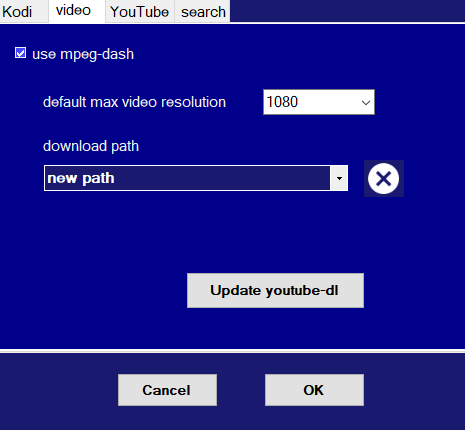 Kodi video YouTube search
use mpeg-dash
default max video resolution 1080
download path
new path
Update youtube-dl
Cancel OK